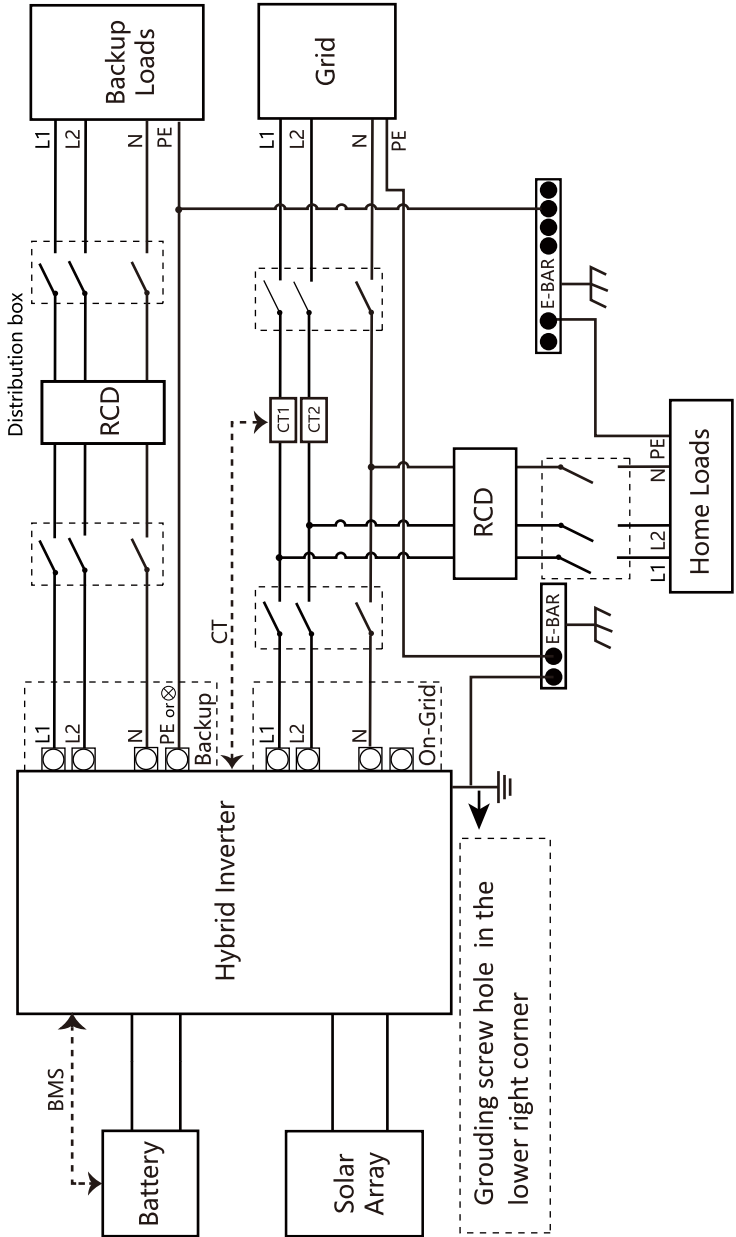 Backup
Loads
Grid
L1
L2
N
PE
L1
L2
N
PE
Distribution box
E-BAR
RCD
CT1
CT2
RCD
N
PE
L1
L2
Home Loads
CT
E-BAR
L1
L2
N
PE or ⊗
Backup
L1
L2
N
On-Grid
Hybrid Inverter
Grouding screw hole in the
lower right corner
BMS
Battery
Solar
Array